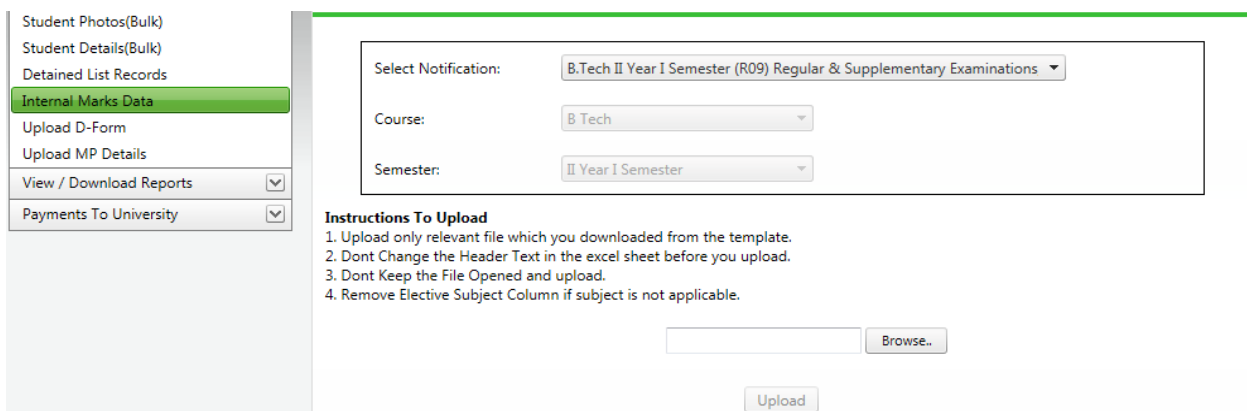 Student Photos(Bulk)
Student Details(Bulk)
Detained List Records
Internal Marks Data
Upload D-Form
Upload MP Details
View / Download Reports
Payments To University
Select Notification: B.Tech II Year I Semester (R09) Regular & Supplementary Examinations
Course: B Tech
Semester: II Year I Semester
Instructions To Upload
1. Upload only relevant file which you downloaded from the template.
2. Dont Change the Header Text in the excel sheet before you upload.
3. Dont Keep the File Opened and upload.
4. Remove Elective Subject Column if subject is not applicable.
Browse..
Upload